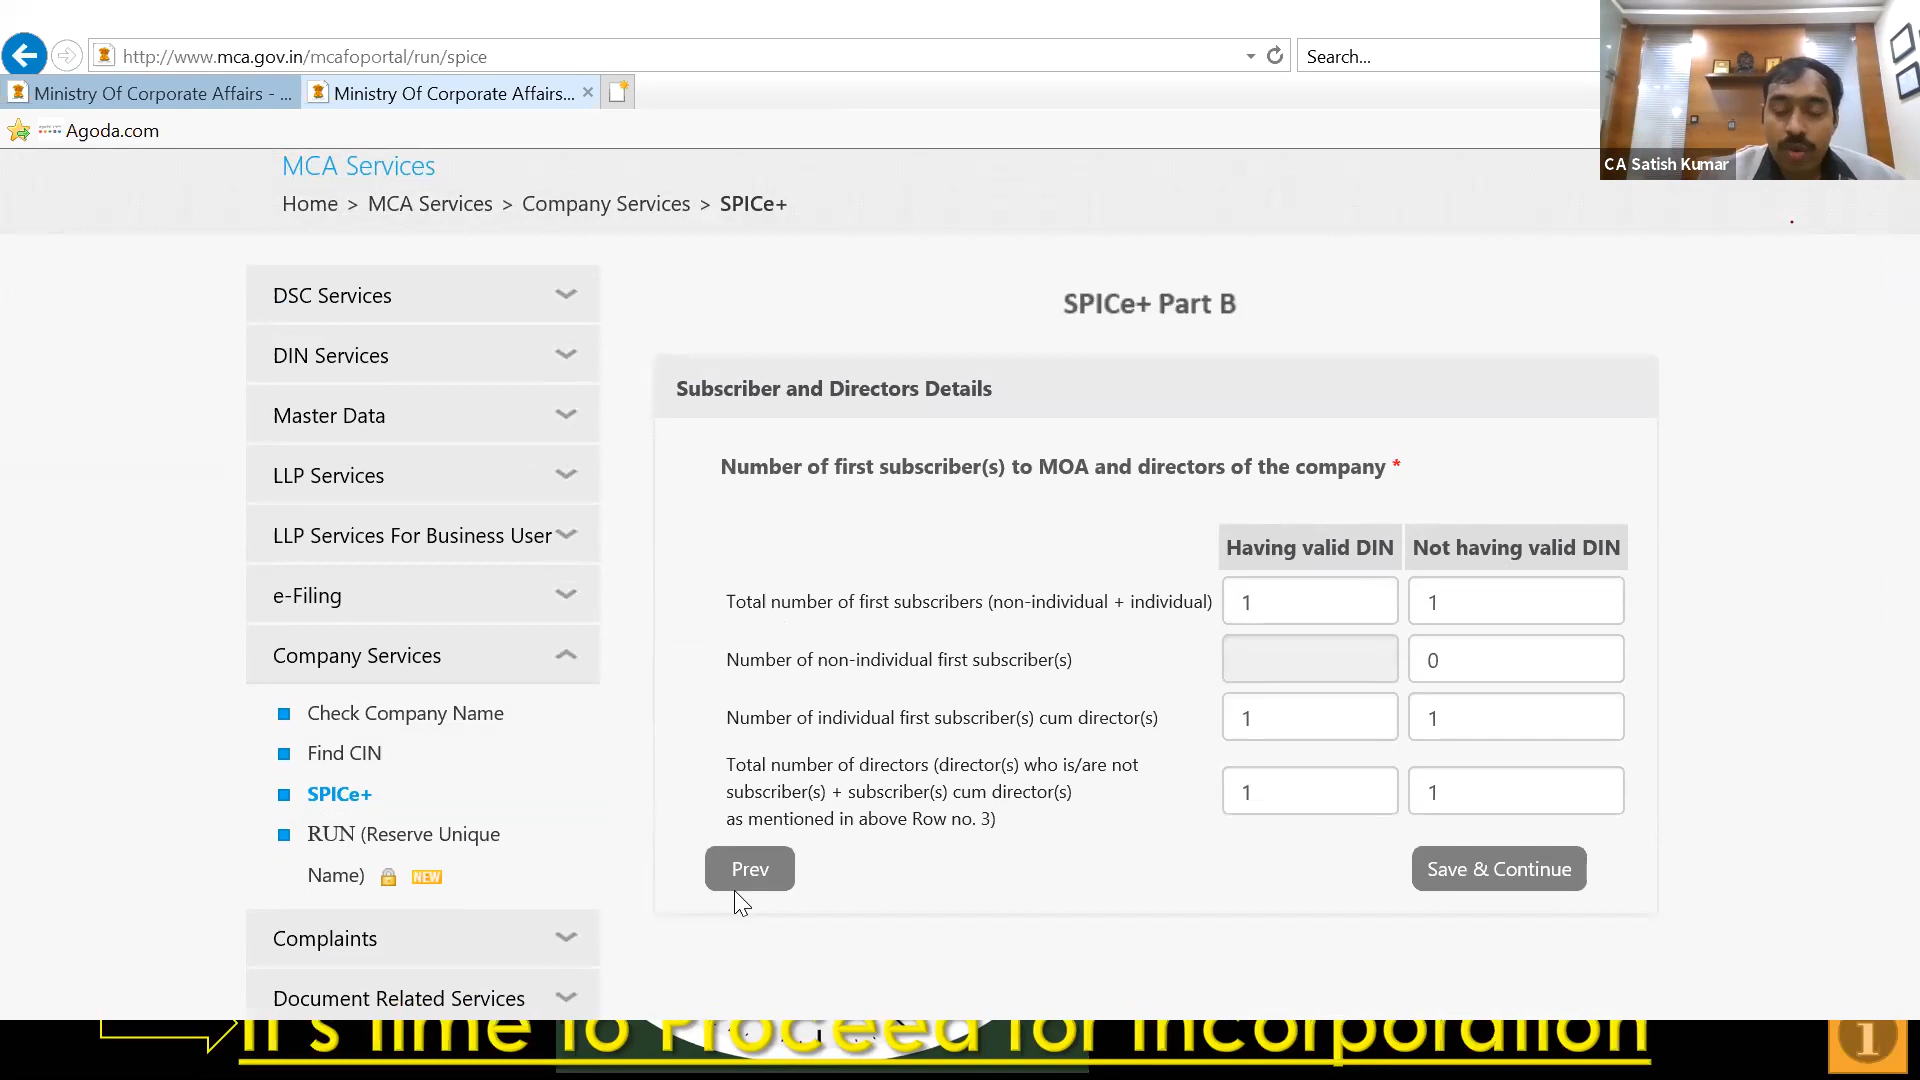 http://www.mca.gov.in/mcafoportal/run/spice
Search...
Ministry Of Corporate Affairs - ...
Ministry Of Corporate Affairs...
Agoda.com
CA Satish Kumar
MCA Services
Home > MCA Services > Company Services > SPICe+
DSC Services
DIN Services
Master Data
LLP Services
LLP Services For Business User
e-Filing
Company Services
Check Company Name
Find CIN
SPICe+
RUN (Reserve Unique
Name) NEW
Complaints
Document Related Services
SPICe+ Part B
Subscriber and Directors Details
Number of first subscriber(s) to MOA and directors of the company *
Having valid DIN Not having valid DIN
Total number of first subscribers (non-individual + individual) 1 1
Number of non-individual first subscriber(s) 0
Number of individual first subscriber(s) cum director(s) 1 1
Total number of directors (director(s) who is/are not
subscriber(s) + subscriber(s) cum director(s) 1 1
as mentioned in above Row no. 3)
Prev Save & Continue
It's time to Proceed for Incorporation